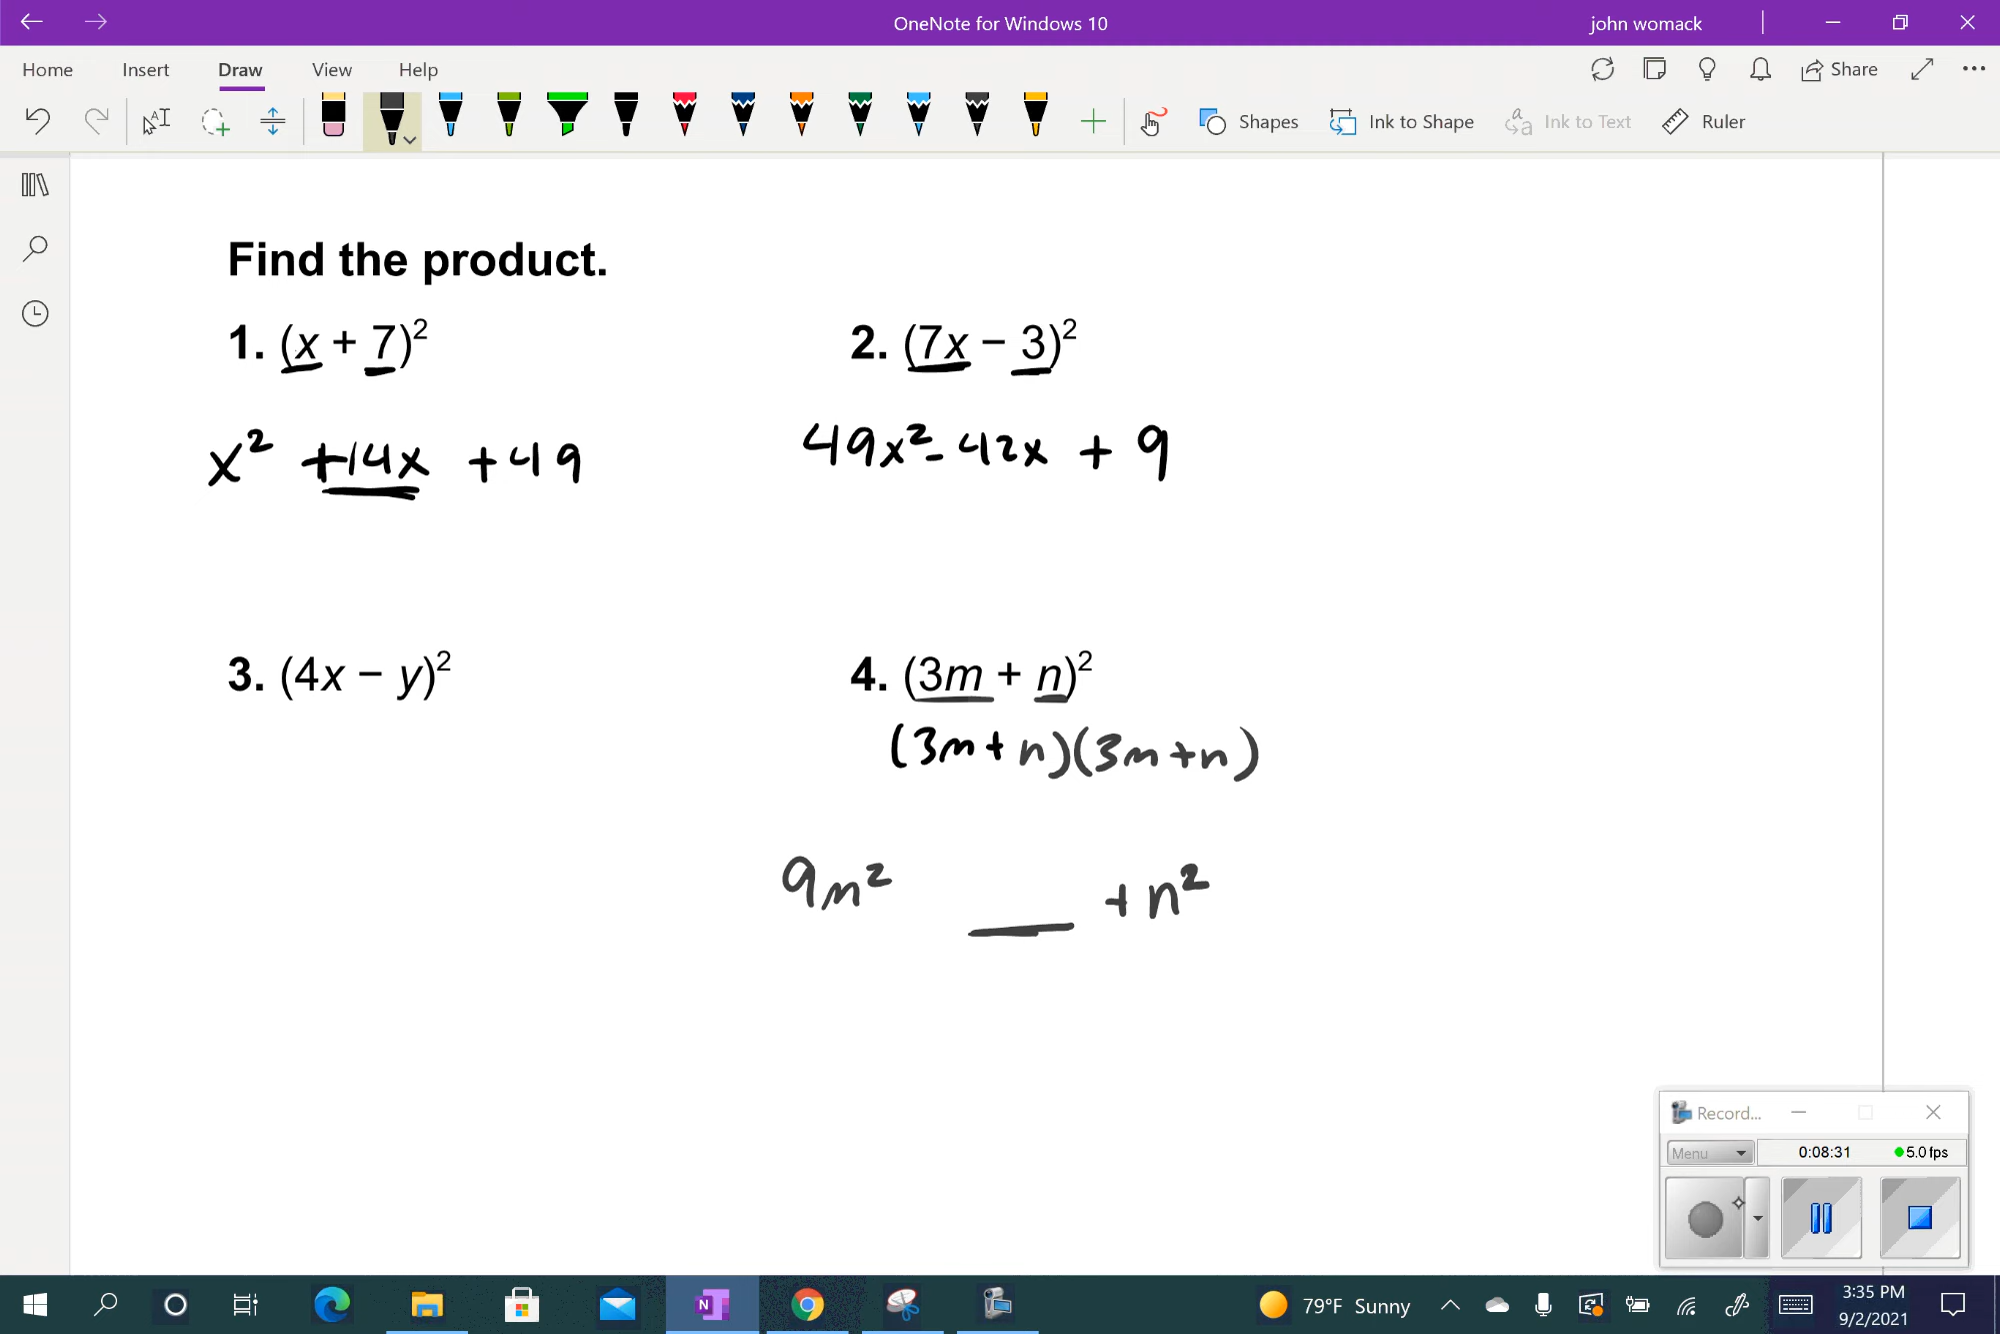 OneNote for Windows 10
john womack
Home Insert Draw View Help
Share
Shapes Ink to Shape Ink to Text Ruler
Find the product.
1. (x + 7)²
2. (7x − 3)²
x² +14x +49
49x² - 42x + 9
3. (4x − y)²
4. (3m + n)²
(3m + n)(3m + n)
9m² __ + n²
Record...
Menu 0:08:31 5.0 fps
79°F Sunny
3:35 PM
9/2/2021